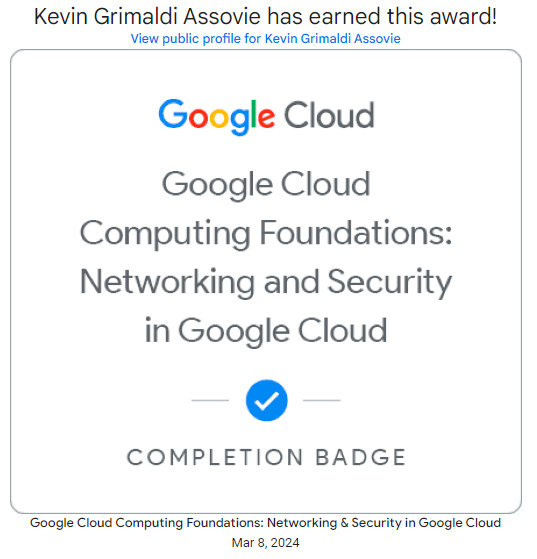 Kevin Grimaldi Assovie has earned this award!
View public profile for Kevin Grimaldi Assovie
Google Cloud
Google Cloud
Computing Foundations:
Networking and Security
in Google Cloud
COMPLETION BADGE
Google Cloud Computing Foundations: Networking & Security in Google Cloud
Mar 8, 2024